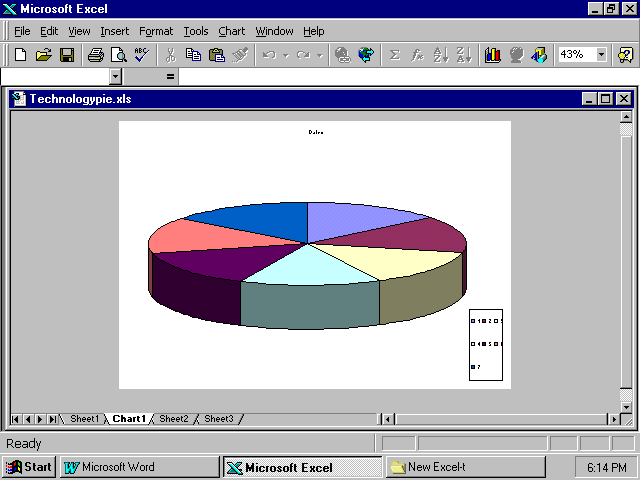 Microsoft Excel
File Edit View Insert Format Tools Chart Window Help
43%
=
Technologypie.xls
Sheet1 Chart1 Sheet2 Sheet3
Ready
Start Microsoft Word Microsoft Excel New Excel-t 6:14 PM